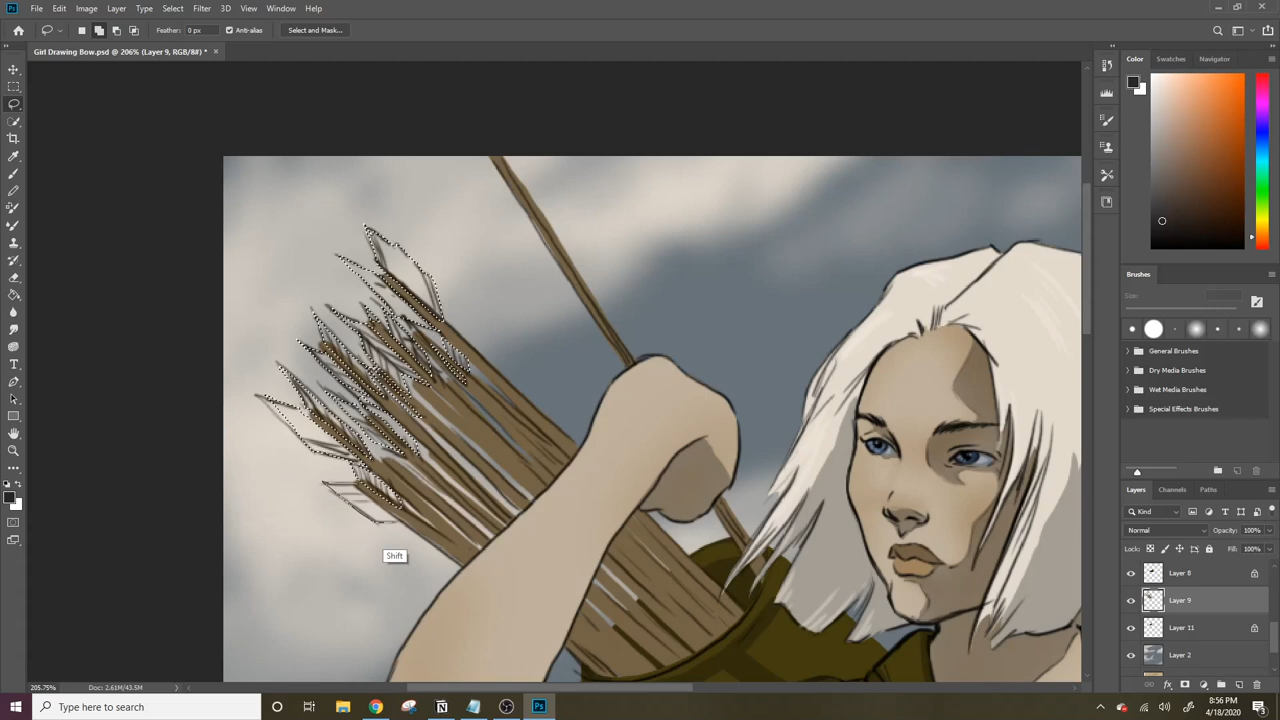 Ps File Edit Image Layer Type Select Filter 3D View Window Help
Feather: 0 px Anti-alias Select and Mask...
Girl Drawing Bow.psd @ 206% (Layer 9, RGB/8#) * ×
Color Swatches Navigator
Brushes
Size:
General Brushes
Dry Media Brushes
Wet Media Brushes
Special Effects Brushes
Layers Channels Paths
Kind
Normal Opacity: 100%
Lock: Fill: 100%
Layer 8
Layer 9
Layer 11
Layer 2
Shift
205.75% Doc: 2.61M/43.5M
Type here to search
Ps
8:56 PM
4/18/2020